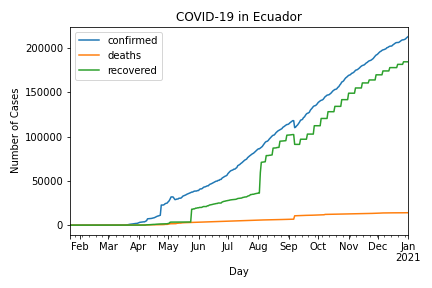 COVID-19 in Ecuador
confirmed
deaths
recovered
Number of Cases
200000
150000
100000
50000
0
Feb Mar Apr May Jun Jul Aug Sep Oct Nov Dec Jan
2021
Day